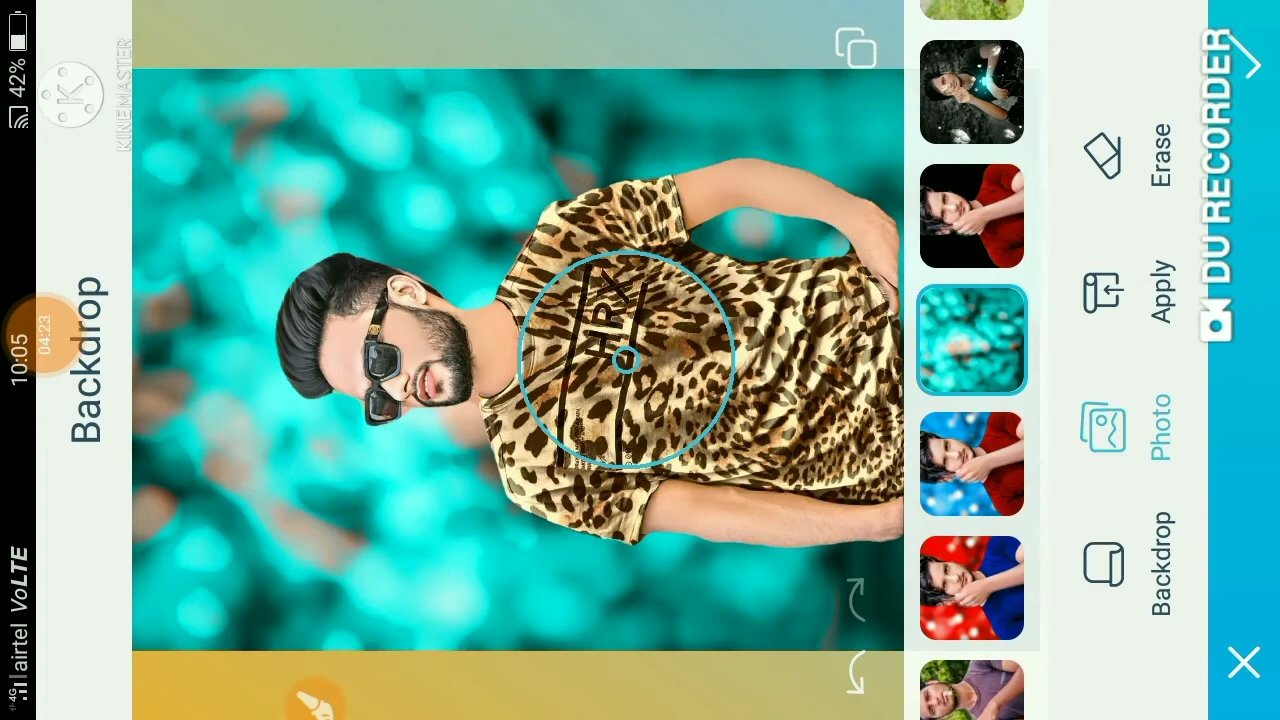 airtel VoLTE 10:05 42%
4G
04:23
Backdrop
KINEMASTER
K
HRX
Backdrop Photo Apply Erase
DU RECORDER